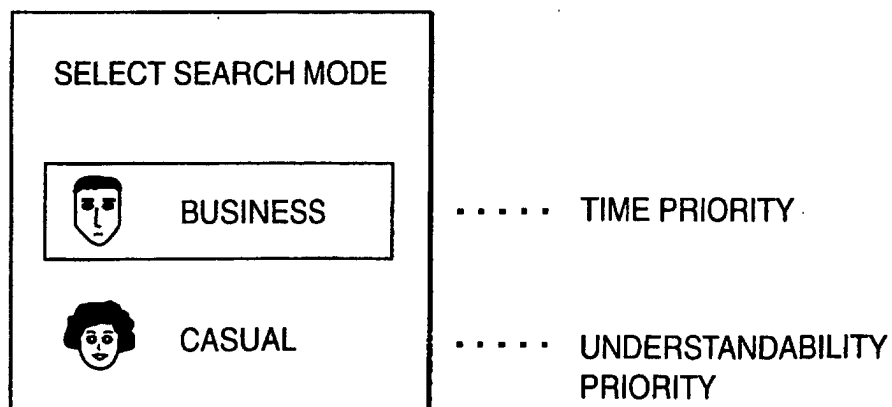 SELECT SEARCH MODE
BUSINESS ..... TIME PRIORITY
CASUAL ..... UNDERSTANDABILITY
PRIORITY